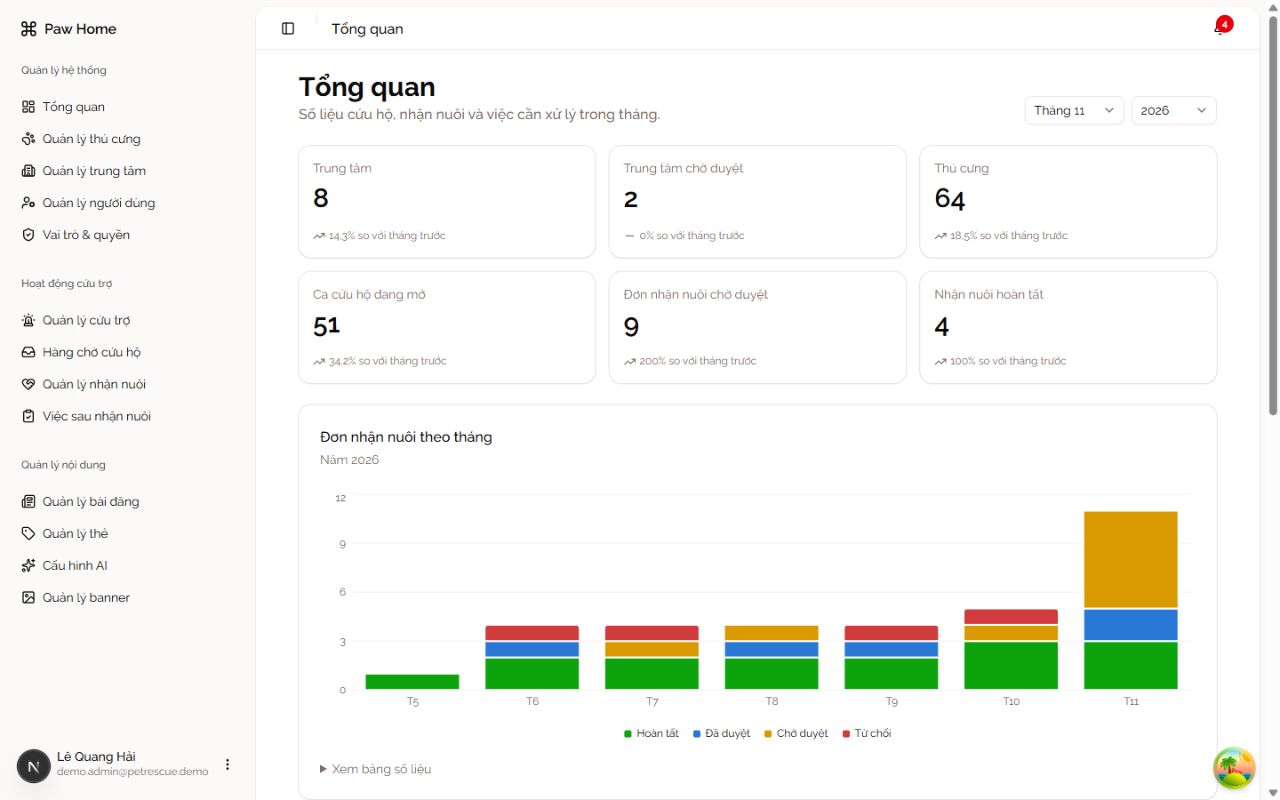 Paw Home
Quản lý hệ thống
Tổng quan
Quản lý thú cưng
Quản lý trung tâm
Quản lý người dùng
Vai trò & quyền
Hoạt động cứu trợ
Quản lý cứu trợ
Hàng chờ cứu hộ
Quản lý nhận nuôi
Việc sau nhận nuôi
Quản lý nội dung
Quản lý bài đăng
Quản lý thẻ
Cấu hình AI
Quản lý banner
N
Lê Quang Hải
demo.admin@petrescue.demo
Tổng quan
4
Tổng quan
Số liệu cứu hộ, nhận nuôi và việc cần xử lý trong tháng.
Tháng 11
2026
Trung tâm
8
14,3% so với tháng trước
Trung tâm chờ duyệt
2
0% so với tháng trước
Thú cưng
64
18,5% so với tháng trước
Ca cứu hộ đang mở
51
34,2% so với tháng trước
Đơn nhận nuôi chờ duyệt
9
200% so với tháng trước
Nhận nuôi hoàn tất
4
100% so với tháng trước
Đơn nhận nuôi theo tháng
Năm 2026
12
9
6
3
0
T5 T6 T7 T8 T9 T10 T11
Hoàn tất Đã duyệt Chờ duyệt Từ chối
Xem bảng số liệu